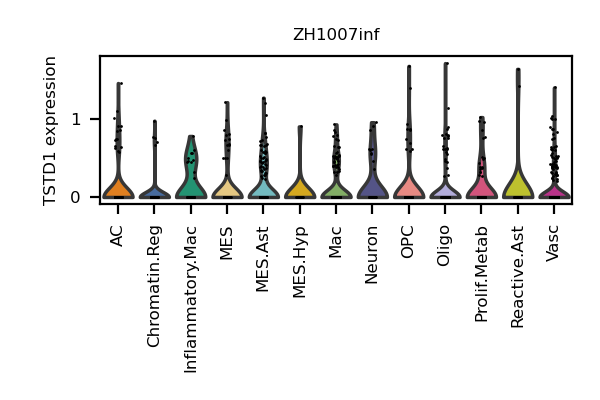 ZH1007inf
TSTD1 expression
1
0
AC
Chromatin.Reg
Inflammatory.Mac
MES
MES.Ast
MES.Hyp
Mac
Neuron
OPC
Oligo
Prolif.Metab
Reactive.Ast
Vasc